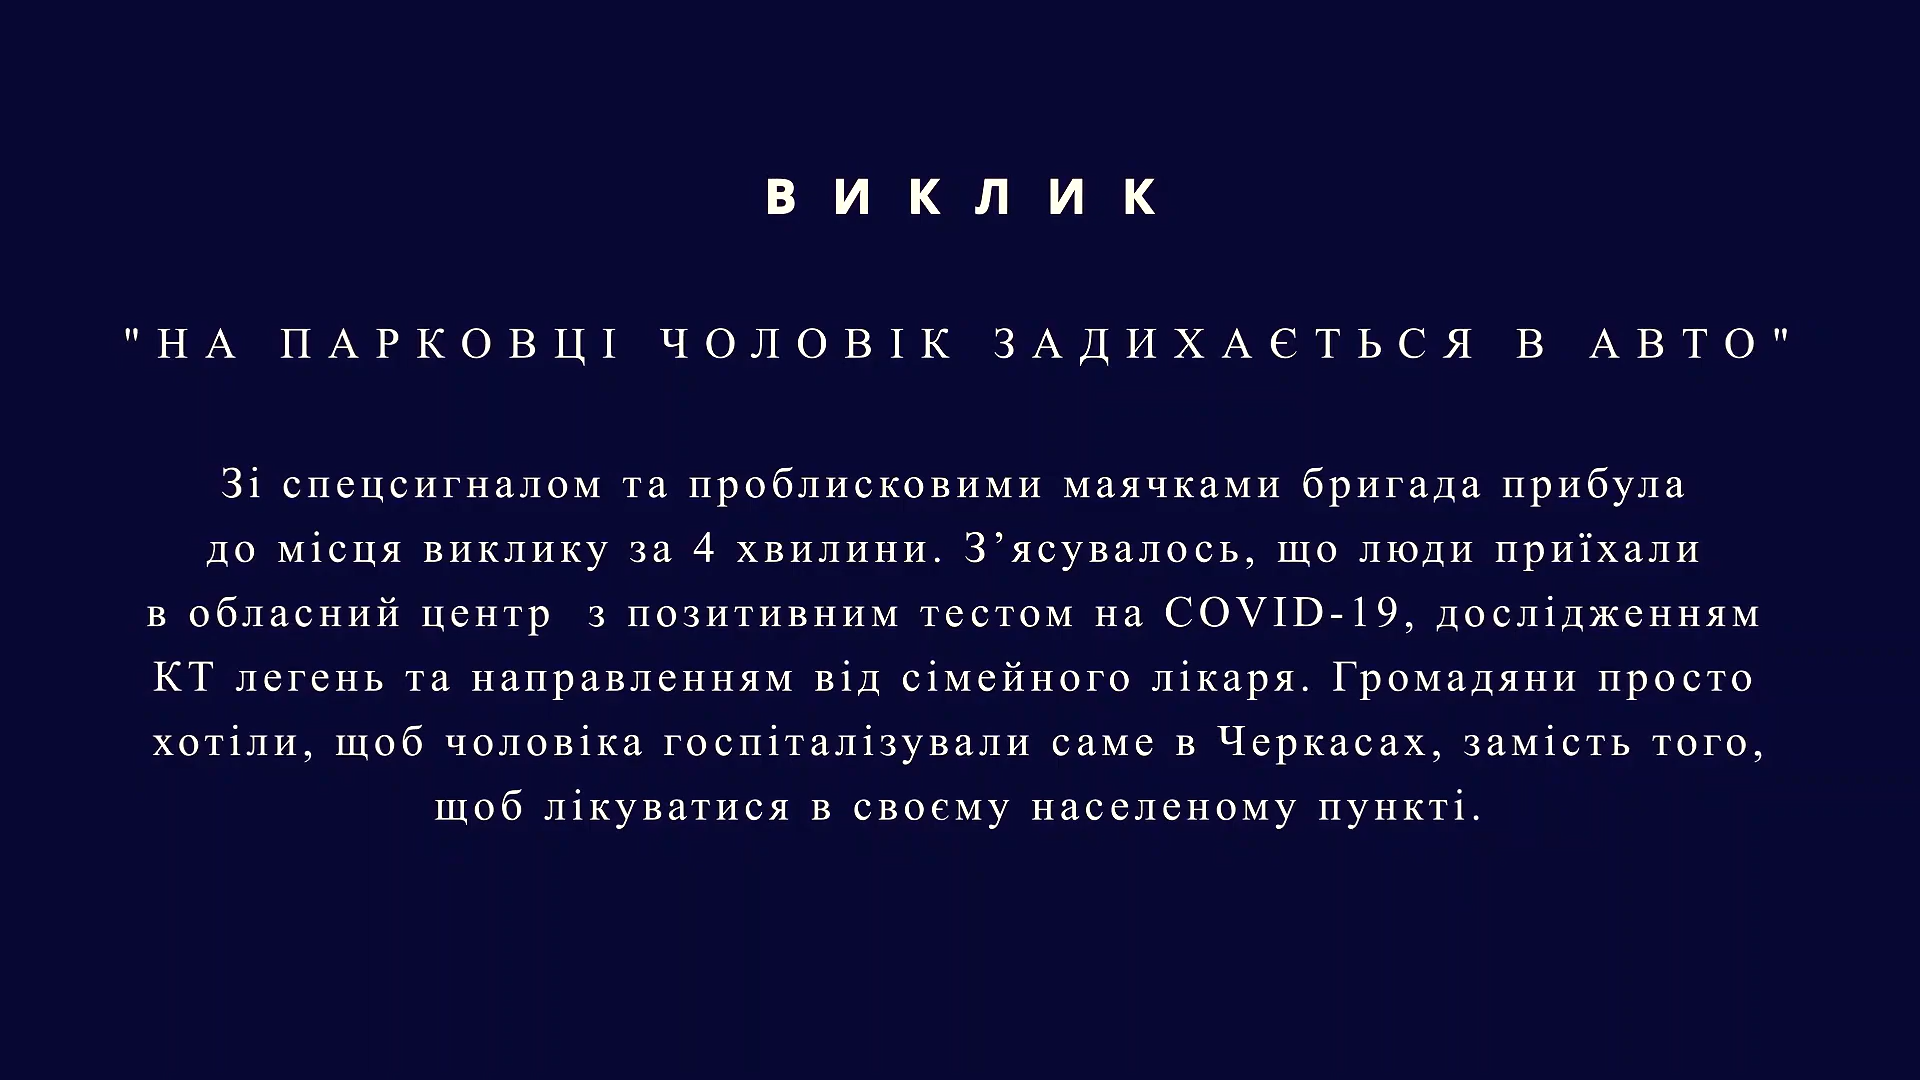 ВИКЛИК
"НА ПАРКОВЦІ ЧОЛОВІК ЗАДИХАЄТЬСЯ В АВТО"
Зі спецсигналом та проблисковими маячками бригада прибула
до місця виклику за 4 хвилини. З’ясувалось, що люди приїхали
в обласний центр з позитивним тестом на COVID-19, дослідженням
КТ легень та направленням від сімейного лікаря. Громадяни просто
хотіли, щоб чоловіка госпіталізували саме в Черкасах, замість того,
щоб лікуватися в своєму населеному пункті.